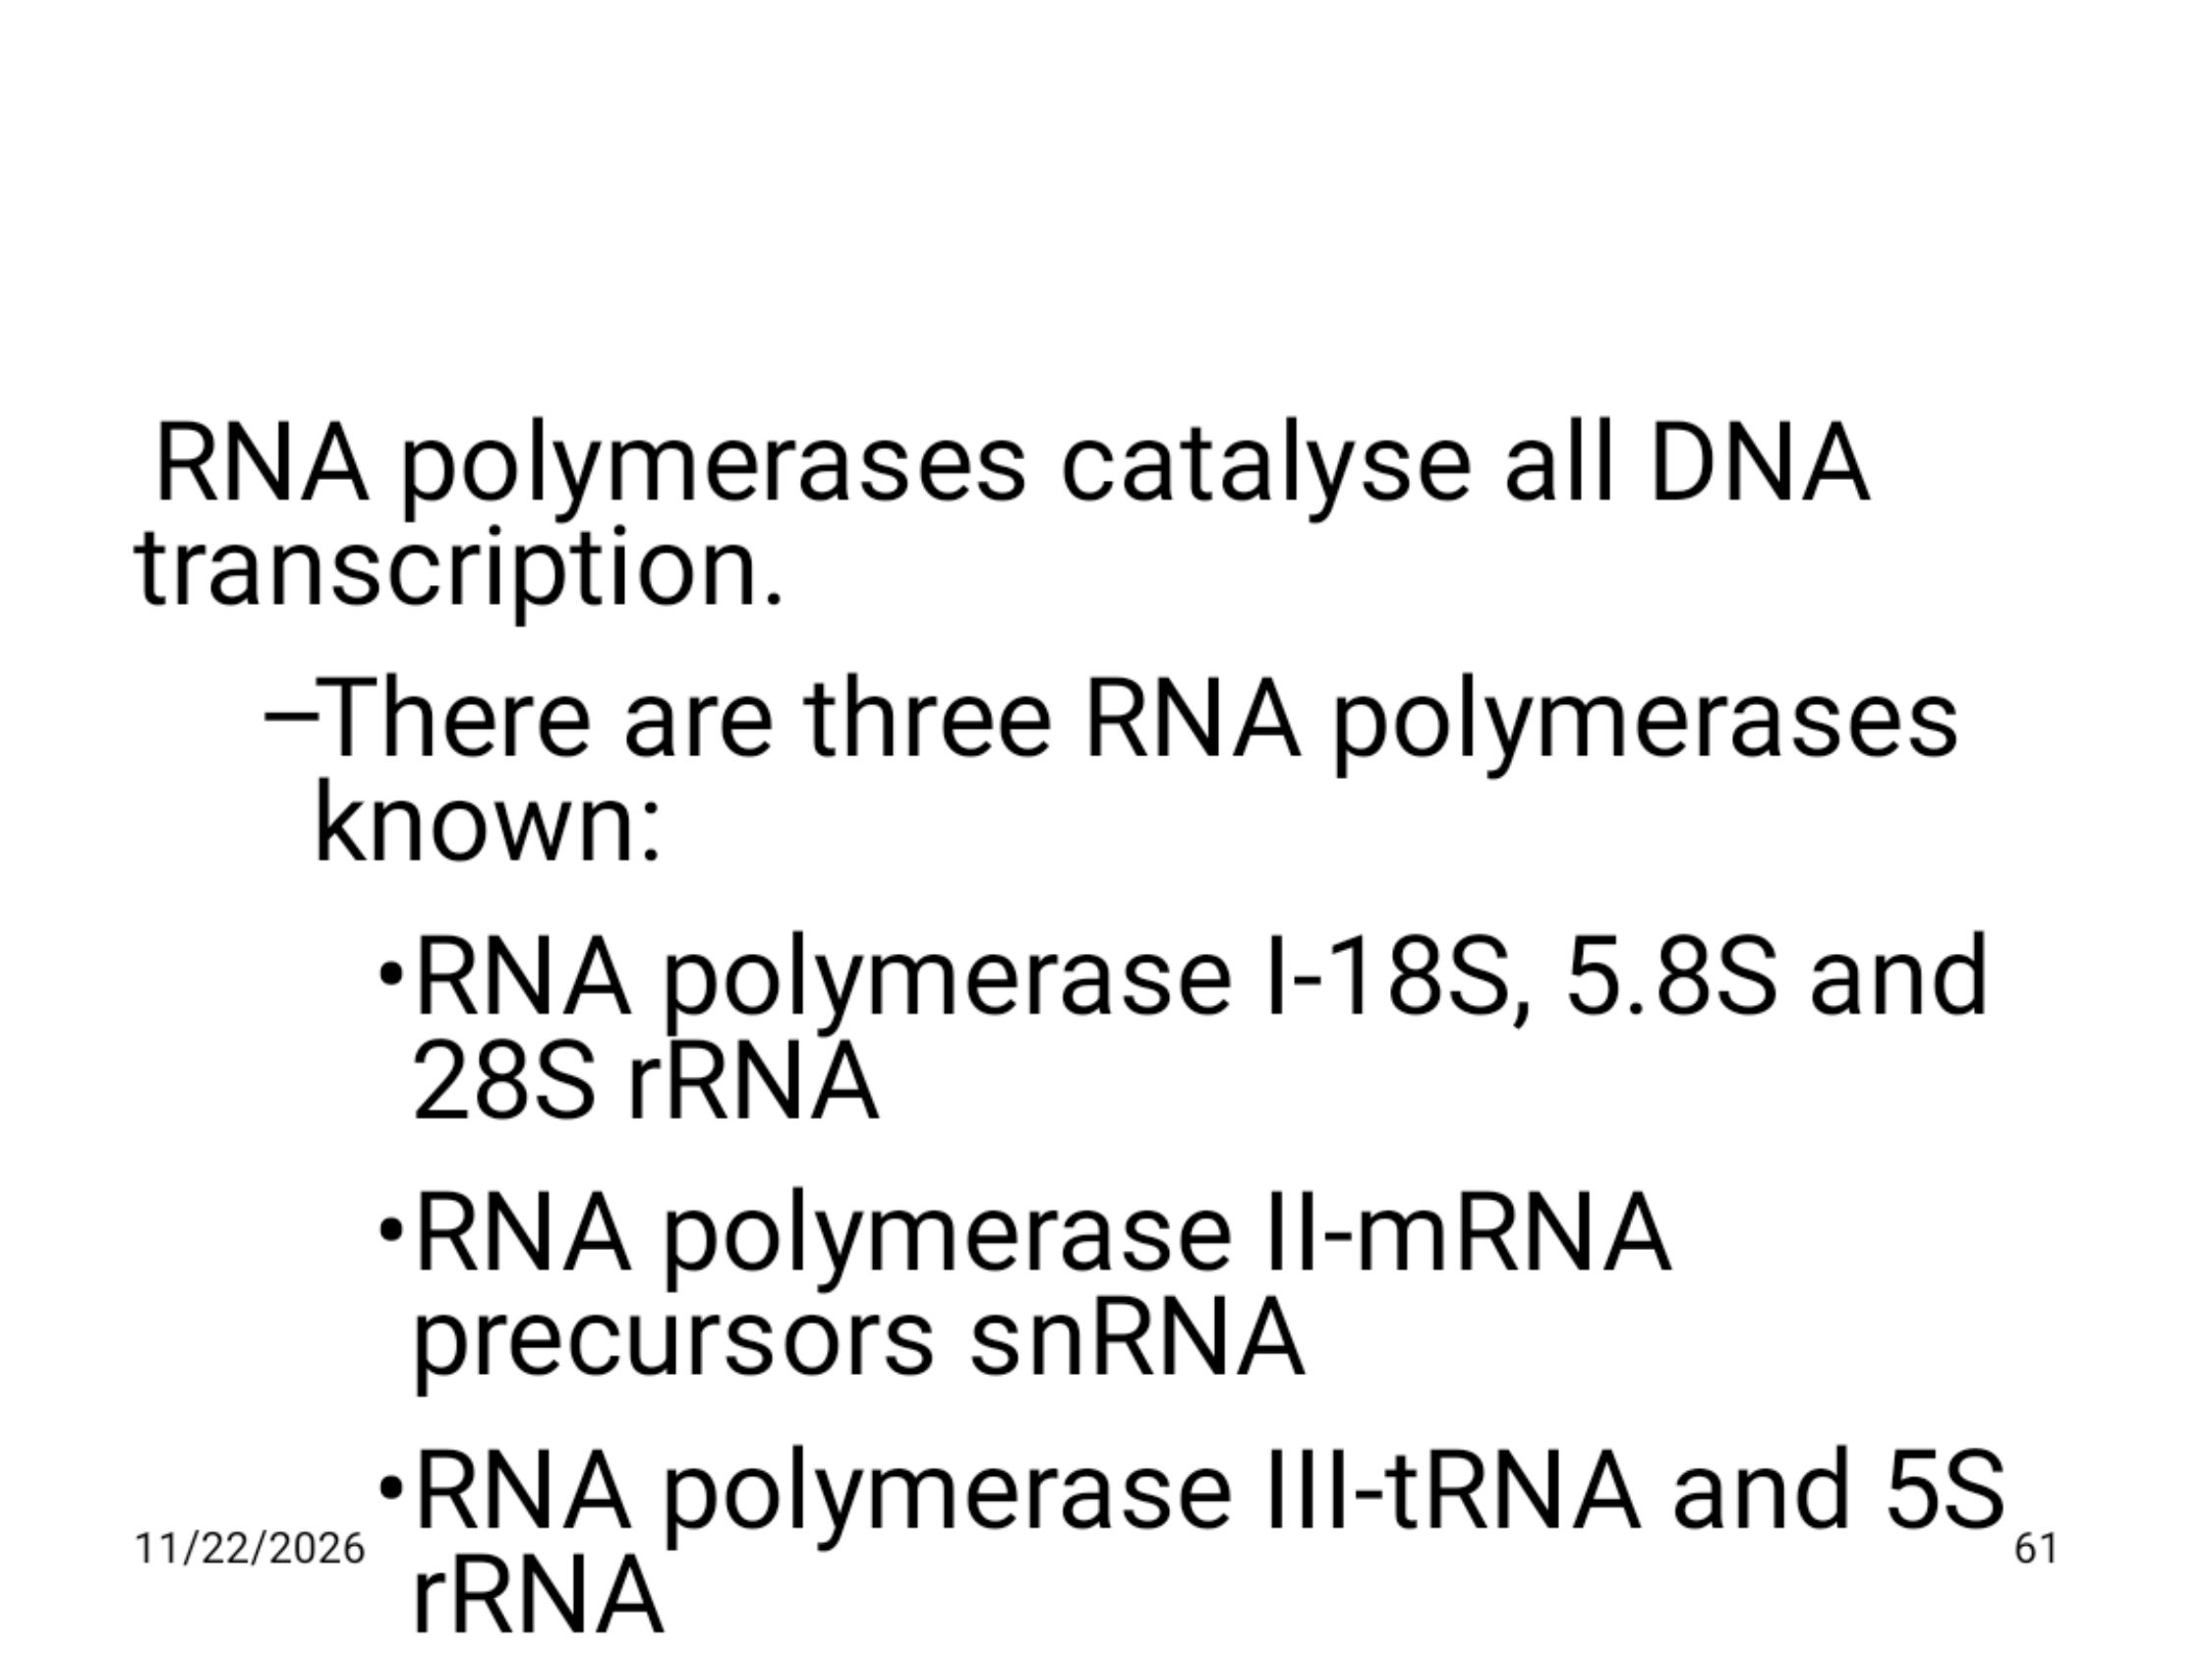 RNA polymerases catalyse all DNA
transcription.
–There are three RNA polymerases
known:
•RNA polymerase I-18S, 5.8S and
28S rRNA
•RNA polymerase II-mRNA
precursors snRNA
•RNA polymerase III-tRNA and 5S
rRNA
11/22/2026
61